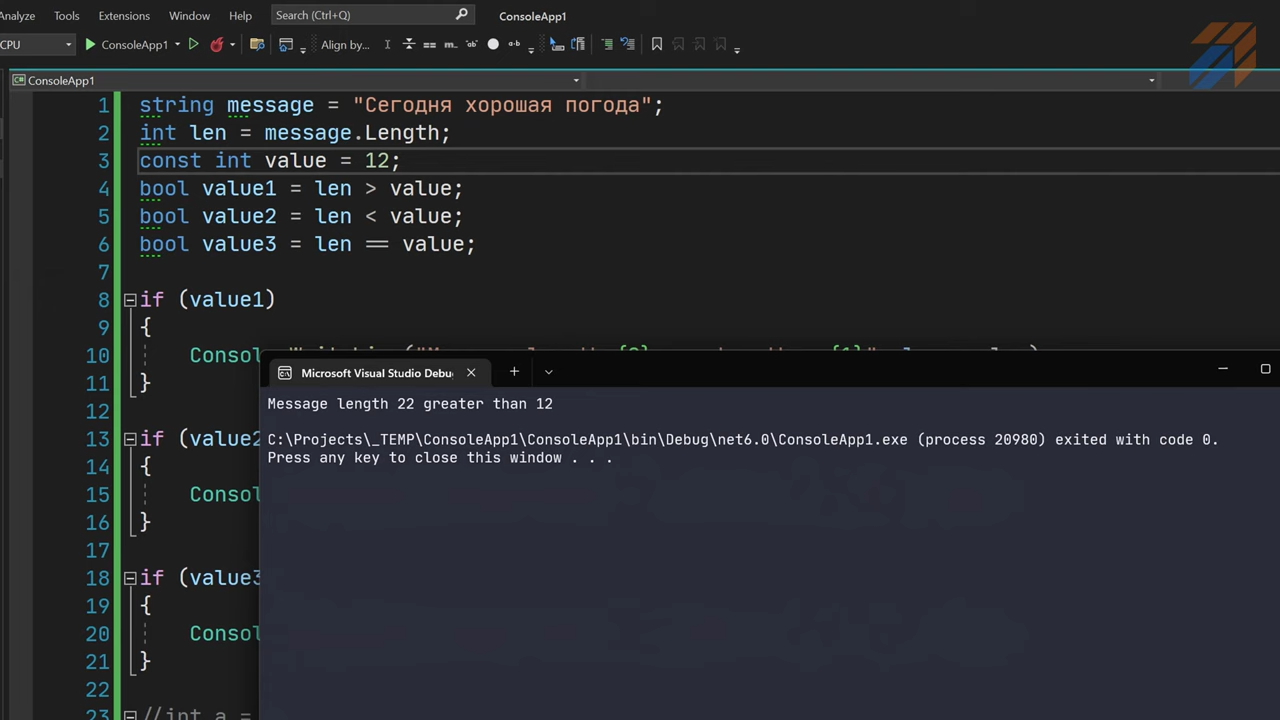 Analyze Tools Extensions Window Help Search (Ctrl+Q) ConsoleApp1
CPU ConsoleApp1 Align by...
ConsoleApp1
1 string message = "Сегодня хорошая погода";
2 int len = message.Length;
3 const int value = 12;
4 bool value1 = len > value;
5 bool value2 = len < value;
6 bool value3 = len == value;
7
8 if (value1)
9 {
10 Consol
11 }
12
13 if (value2
14 {
15 Consol
16 }
17
18 if (value3
19 {
20 Consol
21 }
22
23 //int a =
Microsoft Visual Studio Debu
Message length 22 greater than 12
C:\Projects\_TEMP\ConsoleApp1\ConsoleApp1\bin\Debug\net6.0\ConsoleApp1.exe (process 20980) exited with code 0.
Press any key to close this window . . .